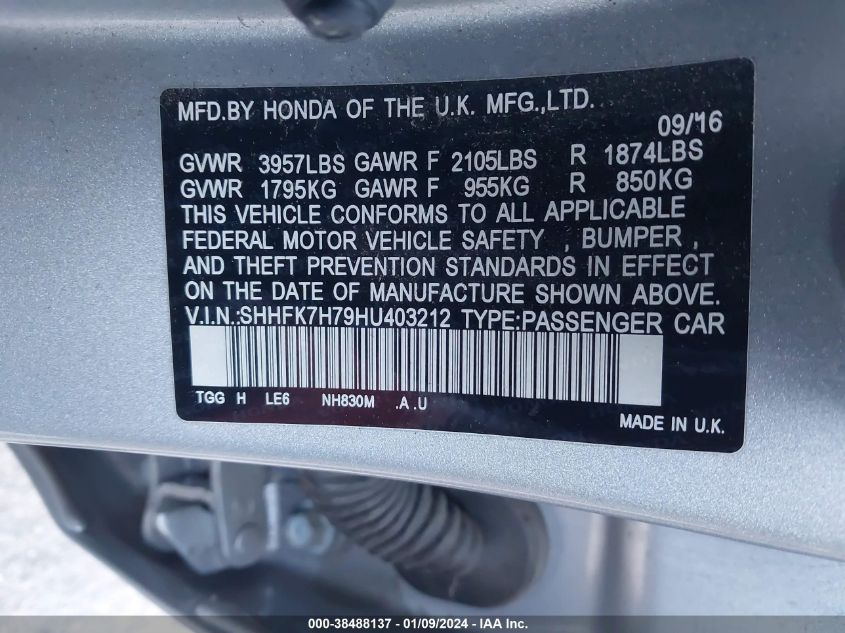 MFD.BY HONDA OF THE U.K. MFG.,LTD.
09/16
GVWR 3957LBS GAWR F 2105LBS R 1874LBS
GVWR 1795KG GAWR F 955KG R 850KG
THIS VEHICLE CONFORMS TO ALL APPLICABLE
FEDERAL MOTOR VEHICLE SAFETY , BUMPER ,
AND THEFT PREVENTION STANDARDS IN EFFECT
ON THE DATE OF MANUFACTURE SHOWN ABOVE.
V.I.N.:SHHFK7H79HU403212 TYPE:PASSENGER CAR
TGG H LE6 NH830M .A .U
MADE IN U.K.
000-38488137 - 01/09/2024 - IAA Inc.